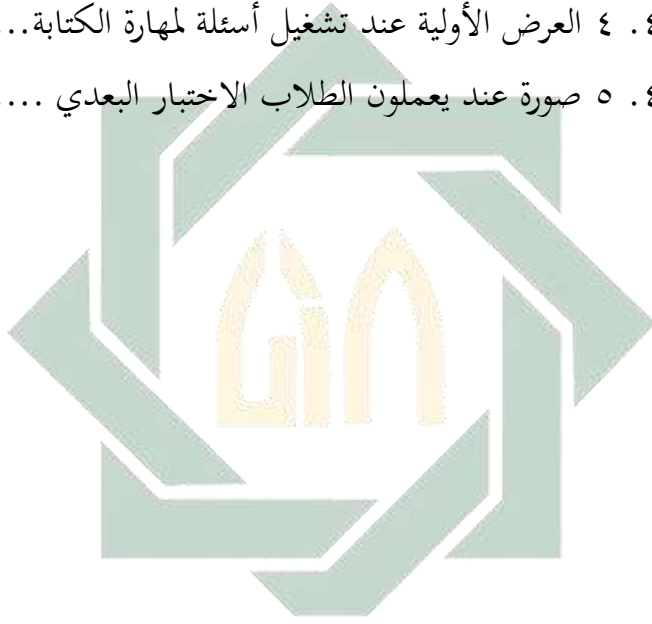 ٤. ٤ العرض الأولية عند تشغيل أسئلة لمهارة الكتابة...
٤. ٥ صورة عند يعملون الطلاب الاختبار البعدي ....